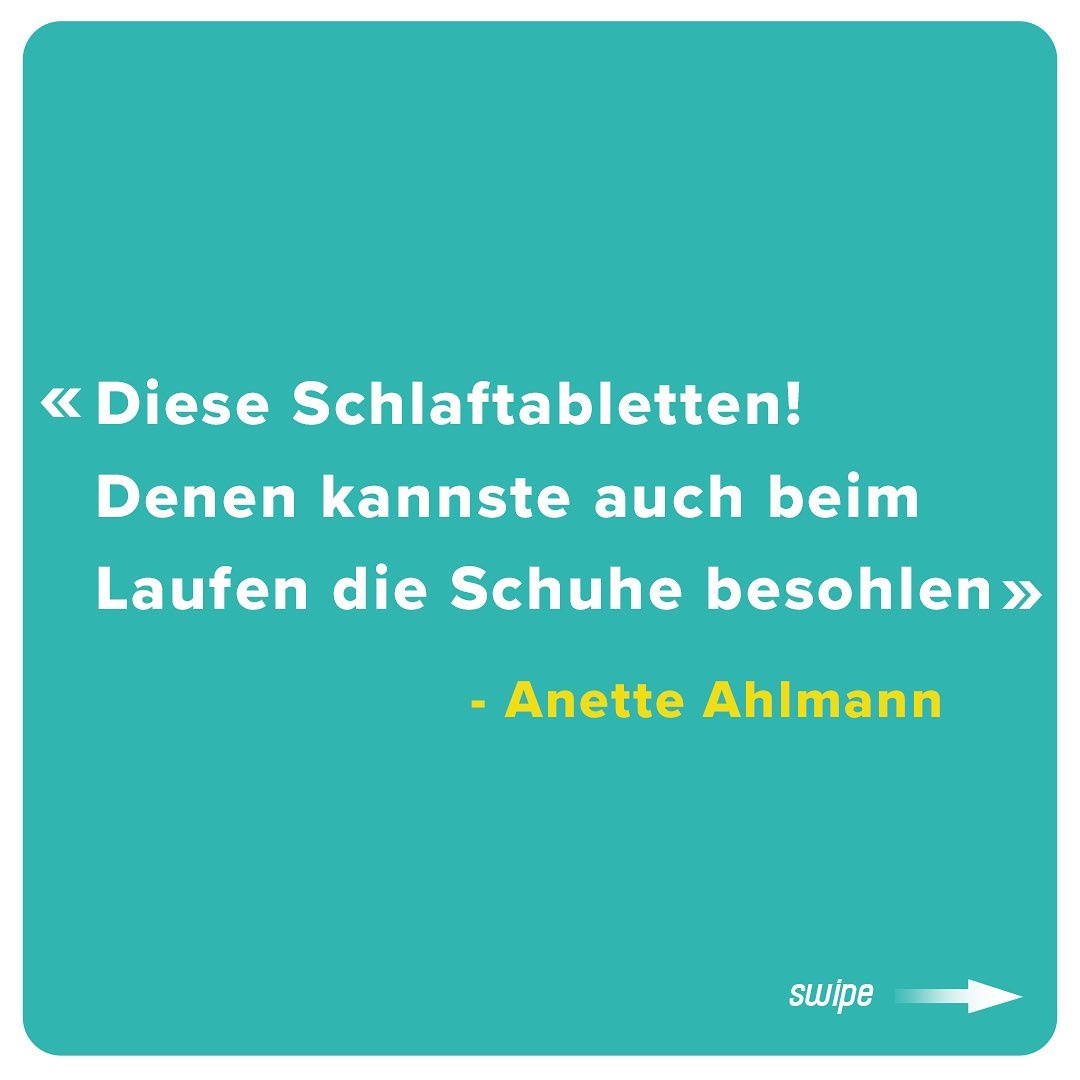 «Diese Schlaftabletten!
Denen kannste auch beim
Laufen die Schuhe besohlen»
- Anette Ahlmann
swipe